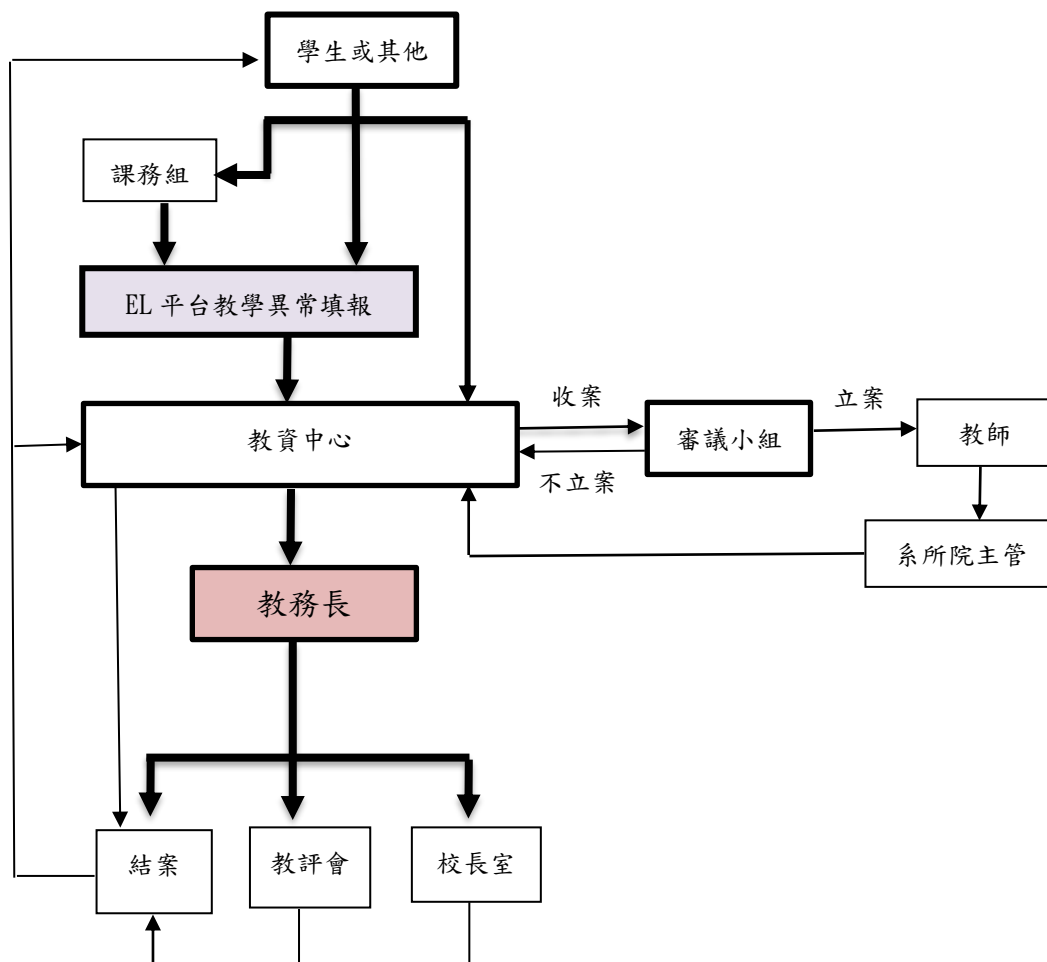 學生或其他
課務組
EL 平台教學異常填報
教資中心
收案
不立案
審議小組
立案
教師
系所院主管
教務長
結案
教評會
校長室